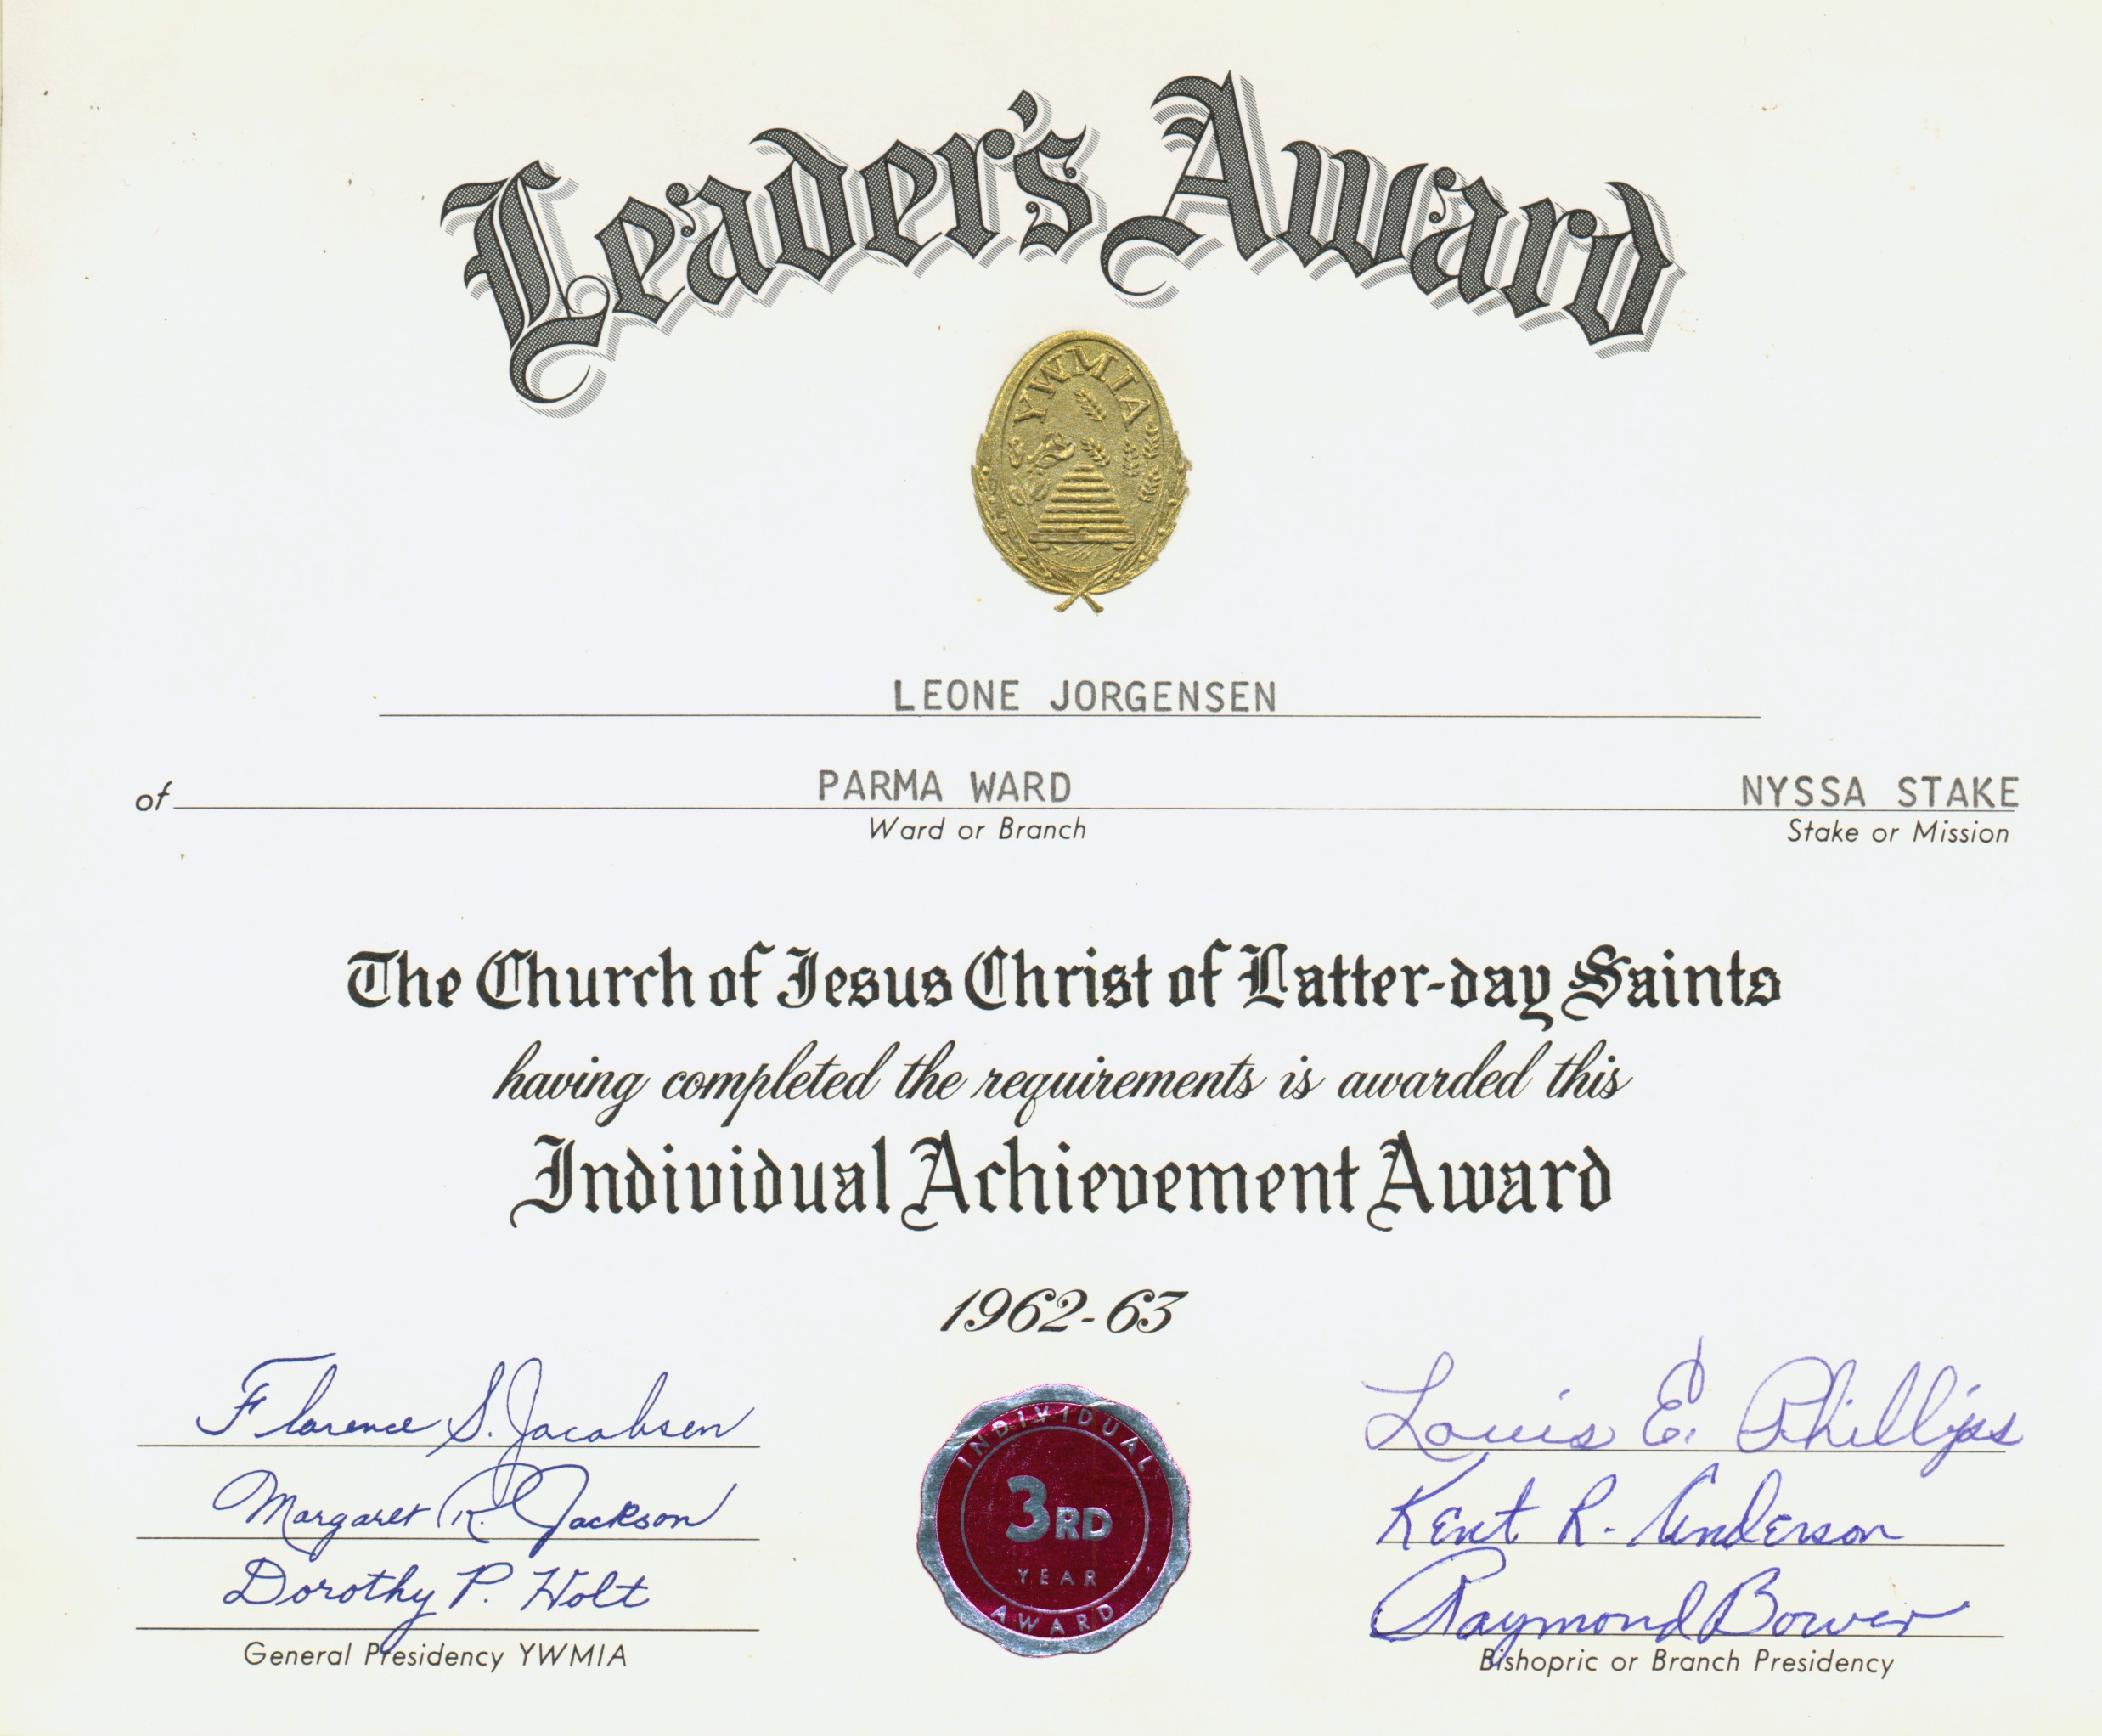 Leader's Award
YWMIA
LEONE JORGENSEN
of PARMA WARD NYSSA STAKE
Ward or Branch Stake or Mission
The Church of Jesus Christ of Latter-day Saints
having completed the requirements is awarded this
Individual Achievement Award
1962-63
Florence S. Jacobsen
Margaret R. Jackson
Dorothy P. Holt
General Presidency YWMIA
INDIVIDUAL
3RD
YEAR
AWARD
Louis E. Phillips
Kent R. Anderson
Raymond Bower
Bishopric or Branch Presidency